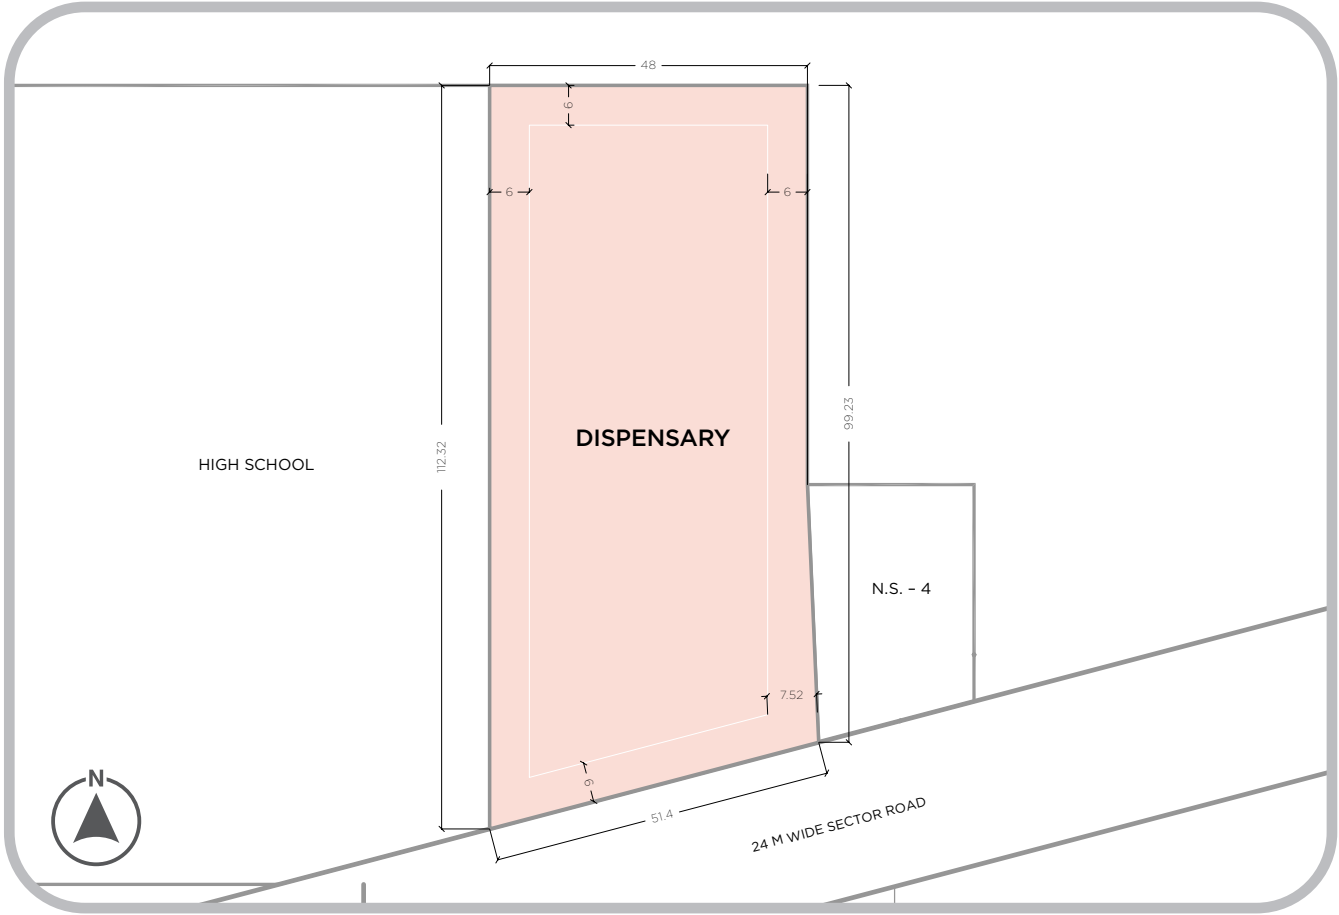 48
6
6
6
99.23
DISPENSARY
112.32
HIGH SCHOOL
N.S. – 4
7.52
6
N
51.4
24 M WIDE SECTOR ROAD